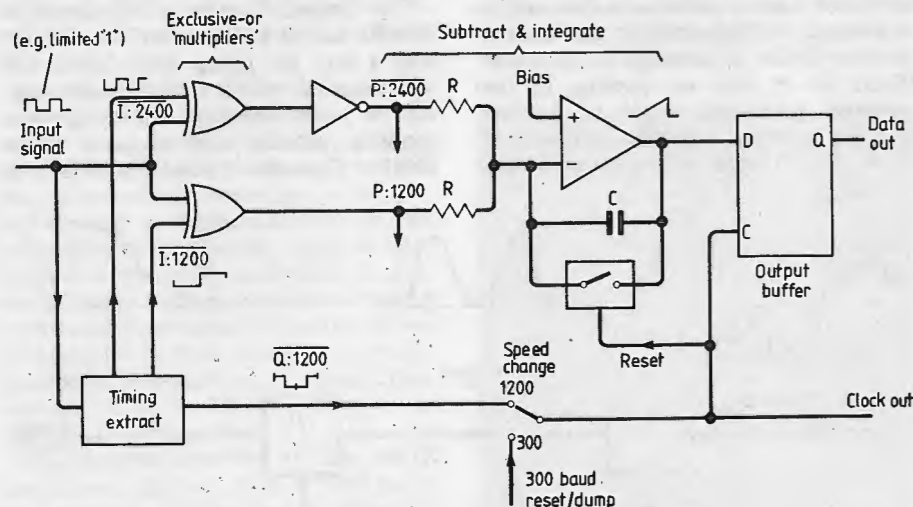 (e.g. limited "1")
Exclusive-or
'multipliers'
Subtract & integrate
I:2400
P:2400
R
Bias
+
−
Input
signal
D
Q
Data
out
P:1200
R
C
I:1200
C
Output
buffer
Reset
Q:1200
Speed
change
1200
Timing
extract
Clock out
300
300 baud
reset/dump